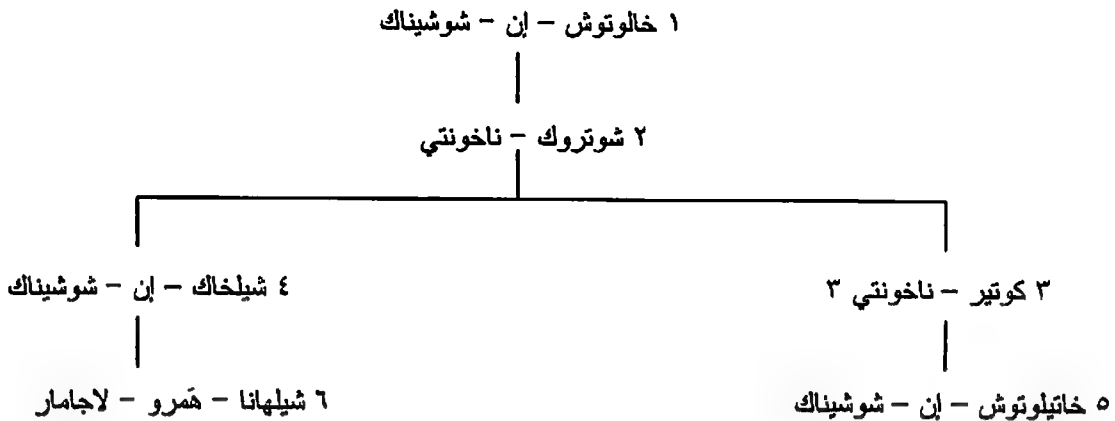 ١ خالوتوش – إن – شوشيناك
٢ شوتروك – ناخونتي
٣ كوتير – ناخونتي ٣
٤ شيلخاك – إن – شوشيناك
٥ خاتيلوتوش – إن – شوشيناك
٦ شيلهانا – هَمرو – لاجامار